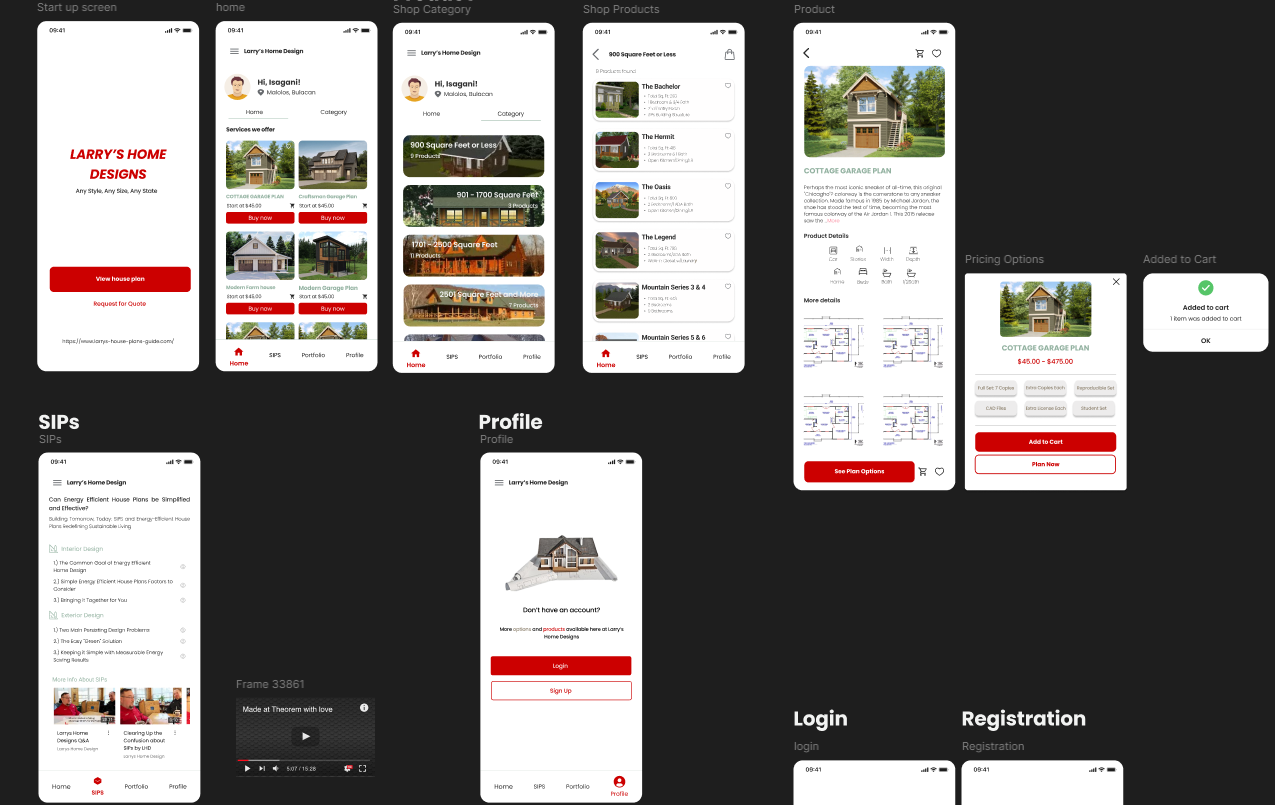 Start up screen
09:41
LARRY'S HOME
DESIGNS
Any Style, Any Size, Any State
View house plan
Request for Quote
https://www.larrys-house-plans-guide.com/
home
09:41
Larry's Home Design
Hi, Isagani!
Malolos, Bulacan
Home
Category
Services we offer
COTTAGE GARAGE PLAN
Start at $45.00
Buy now
Craftsman Garage Plan
Start at $45.00
Buy now
Modern Farm house
Start at $45.00
Buy now
Modern Garage Plan
Start at $45.00
Buy now
Home
SIPS
Portfolio
Profile
Shop Category
09:41
Larry's Home Design
Hi, Isagani!
Malolos, Bulacan
Home
Category
900 Square Feet or Less
9 Products
901 - 1700 Square Feet
3 Products
1701 - 2500 Square Feet
11 Products
2501 Square Feet and More
7 Products
Home
SIPS
Portfolio
Profile
Shop Products
09:41
900 Square Feet or Less
9 Products found
The Bachelor
The Hermit
The Oasis
The Legend
Mountain Series 3 & 4
Mountain Series 5 & 6
Home
SIPS
Portfolio
Profile
Product
09:41
COTTAGE GARAGE PLAN
Perhaps the most iconic sneaker of all-time, this original
"Chicago"? colorway is the cornerstone to any sneaker
collection. Made famous in 1985 by Michael Jordan, the
shoe has stood the test of time, becoming the most
famous colorway of the Air Jordan 1. This 2015 release
saw the ...More
Product Details
Car
Stories
Width
Depth
Home
Beds
Bath
1/2Bath
More details
See Plan Options
Pricing Options
COTTAGE GARAGE PLAN
$45.00 - $475.00
Full Set: 7 Copies
Extra Copies Each
Reproducible Set
CAD Files
Extra License Each
Student Set
Add to Cart
Plan Now
Added to Cart
Added to cart
1 item was added to cart
OK
SIPs
SIPs
09:41
Larry's Home Design
Can Energy Efficient House Plans be Simplified
and Effective?
Building Tomorrow, Today: SIPS and Energy-Efficient House
Plans Redefining Sustainable Living
Interior Design
1.) The Common Goal of Energy Efficient
Home Design
2.) Simple Energy Efficient House Plans Factors to
Consider
3.) Bringing It Together for You
Exterior Design
1.) Two Main Persisting Design Problems
2.) The Easy "Green" Solution
3.) Keeping it Simple with Measurable Energy
Saving Results
More Info About SIPs
Larrys Home
Designs Q&A
Larrys Home Design
Clearing Up the
Confusion about
SIPs by LHD
Larrys Home Design
Home
SIPS
Portfolio
Profile
Frame 33861
Made at Theorem with love
5:07 / 15:28
Profile
Profile
09:41
Larry's Home Design
Don't have an account?
More options and products available here at Larry's
Home Designs
Login
Sign Up
Home
SIPS
Portfolio
Profile
Login
login
09:41
Registration
Registration
09:41